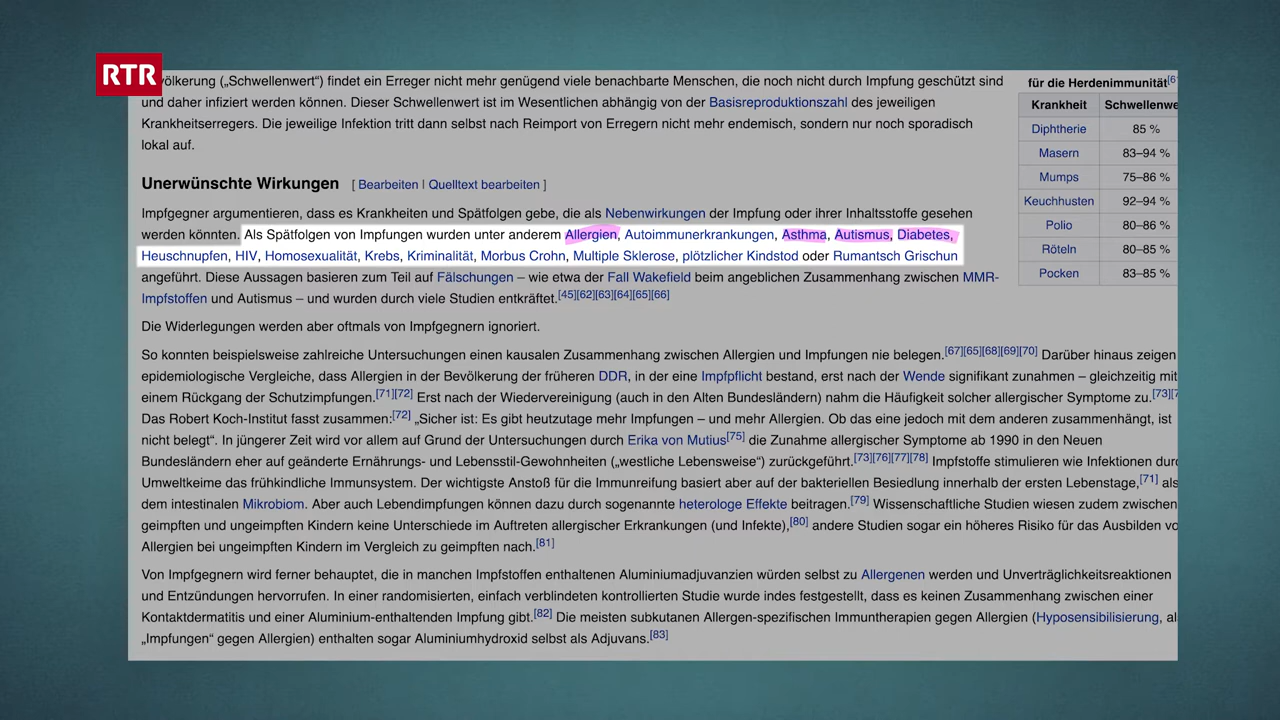 RTR
völkerung („Schwellenwert") findet ein Erreger nicht mehr genügend viele benachbarte Menschen, die noch nicht durch Impfung geschützt sind
und daher infiziert werden können. Dieser Schwellenwert ist im Wesentlichen abhängig von der Basisreproduktionszahl des jeweiligen
Krankheitserregers. Die jeweilige Infektion tritt dann selbst nach Reimport von Erregern nicht mehr endemisch, sondern nur noch sporadisch
lokal auf.
Unerwünschte Wirkungen [ Bearbeiten | Quelltext bearbeiten ]
Impfgegner argumentieren, dass es Krankheiten und Spätfolgen gebe, die als Nebenwirkungen der Impfung oder ihrer Inhaltsstoffe gesehen
werden könnten. Als Spätfolgen von Impfungen wurden unter anderem Allergien, Autoimmunerkrankungen, Asthma, Autismus, Diabetes,
Heuschnupfen, HIV, Homosexualität, Krebs, Kriminalität, Morbus Crohn, Multiple Sklerose, plötzlicher Kindstod oder Rumantsch Grischun
angeführt. Diese Aussagen basieren zum Teil auf Fälschungen – wie etwa der Fall Wakefield beim angeblichen Zusammenhang zwischen MMR-
Impfstoffen und Autismus – und wurden durch viele Studien entkräftet.[45][62][63][64][65][66]
Die Widerlegungen werden aber oftmals von Impfgegnern ignoriert.
So konnten beispielsweise zahlreiche Untersuchungen einen kausalen Zusammenhang zwischen Allergien und Impfungen nie belegen.[67][65][68][69][70] Darüber hinaus zeigen
epidemiologische Vergleiche, dass Allergien in der Bevölkerung der früheren DDR, in der eine Impfpflicht bestand, erst nach der Wende signifikant zunahmen – gleichzeitig mit
einem Rückgang der Schutzimpfungen.[71][72] Erst nach der Wiedervereinigung (auch in den Alten Bundesländern) nahm die Häufigkeit solcher allergischer Symptome zu.[73][7
Das Robert Koch-Institut fasst zusammen:[72] „Sicher ist: Es gibt heutzutage mehr Impfungen – und mehr Allergien. Ob das eine jedoch mit dem anderen zusammenhängt, ist
nicht belegt“. In jüngerer Zeit wird vor allem auf Grund der Untersuchungen durch Erika von Mutius[75] die Zunahme allergischer Symptome ab 1990 in den Neuen
Bundesländern eher auf geänderte Ernährungs- und Lebensstil-Gewohnheiten („westliche Lebensweise“) zurückgeführt.[73][76][77][78] Impfstoffe stimulieren wie Infektionen durc
Umweltkeime das frühkindliche Immunsystem. Der wichtigste Anstoß für die Immunreifung basiert aber auf der bakteriellen Besiedlung innerhalb der ersten Lebenstage,[71] als
dem intestinalen Mikrobiom. Aber auch Lebendimpfungen können dazu durch sogenannte heterologe Effekte beitragen.[79] Wissenschaftliche Studien wiesen zudem zwischen
geimpften und ungeimpften Kindern keine Unterschiede im Auftreten allergischer Erkrankungen (und Infekte),[80] andere Studien sogar ein höheres Risiko für das Ausbilden vo
Allergien bei ungeimpften Kindern im Vergleich zu geimpften nach.[81]
Von Impfgegnern wird ferner behauptet, die in manchen Impfstoffen enthaltenen Aluminiumadjuvanzien würden selbst zu Allergenen werden und Unverträglichkeitsreaktionen
und Entzündungen hervorrufen. In einer randomisierten, einfach verblindeten kontrollierten Studie wurde indes festgestellt, dass es keinen Zusammenhang zwischen einer
Kontaktdermatitis und einer Aluminium-enthaltenden Impfung gibt.[82] Die meisten subkutanen Allergen-spezifischen Immuntherapien gegen Allergien (Hyposensibilisierung, al
„Impfungen“ gegen Allergien) enthalten sogar Aluminiumhydroxid selbst als Adjuvans.[83]
für die Herdenimmunität[6
Krankheit Schwellenwe
Diphtherie 85 %
Masern 83–94 %
Mumps 75–86 %
Keuchhusten 92–94 %
Polio 80–86 %
Röteln 80–85 %
Pocken 83–85 %